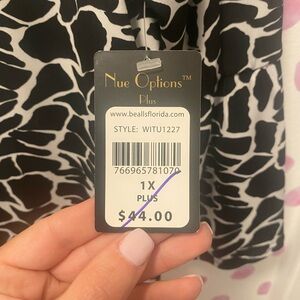 Nue Options™
Plus
www.beallsflorida.com
STYLE: WITU1227
766965781070
1X
PLUS
$44.00